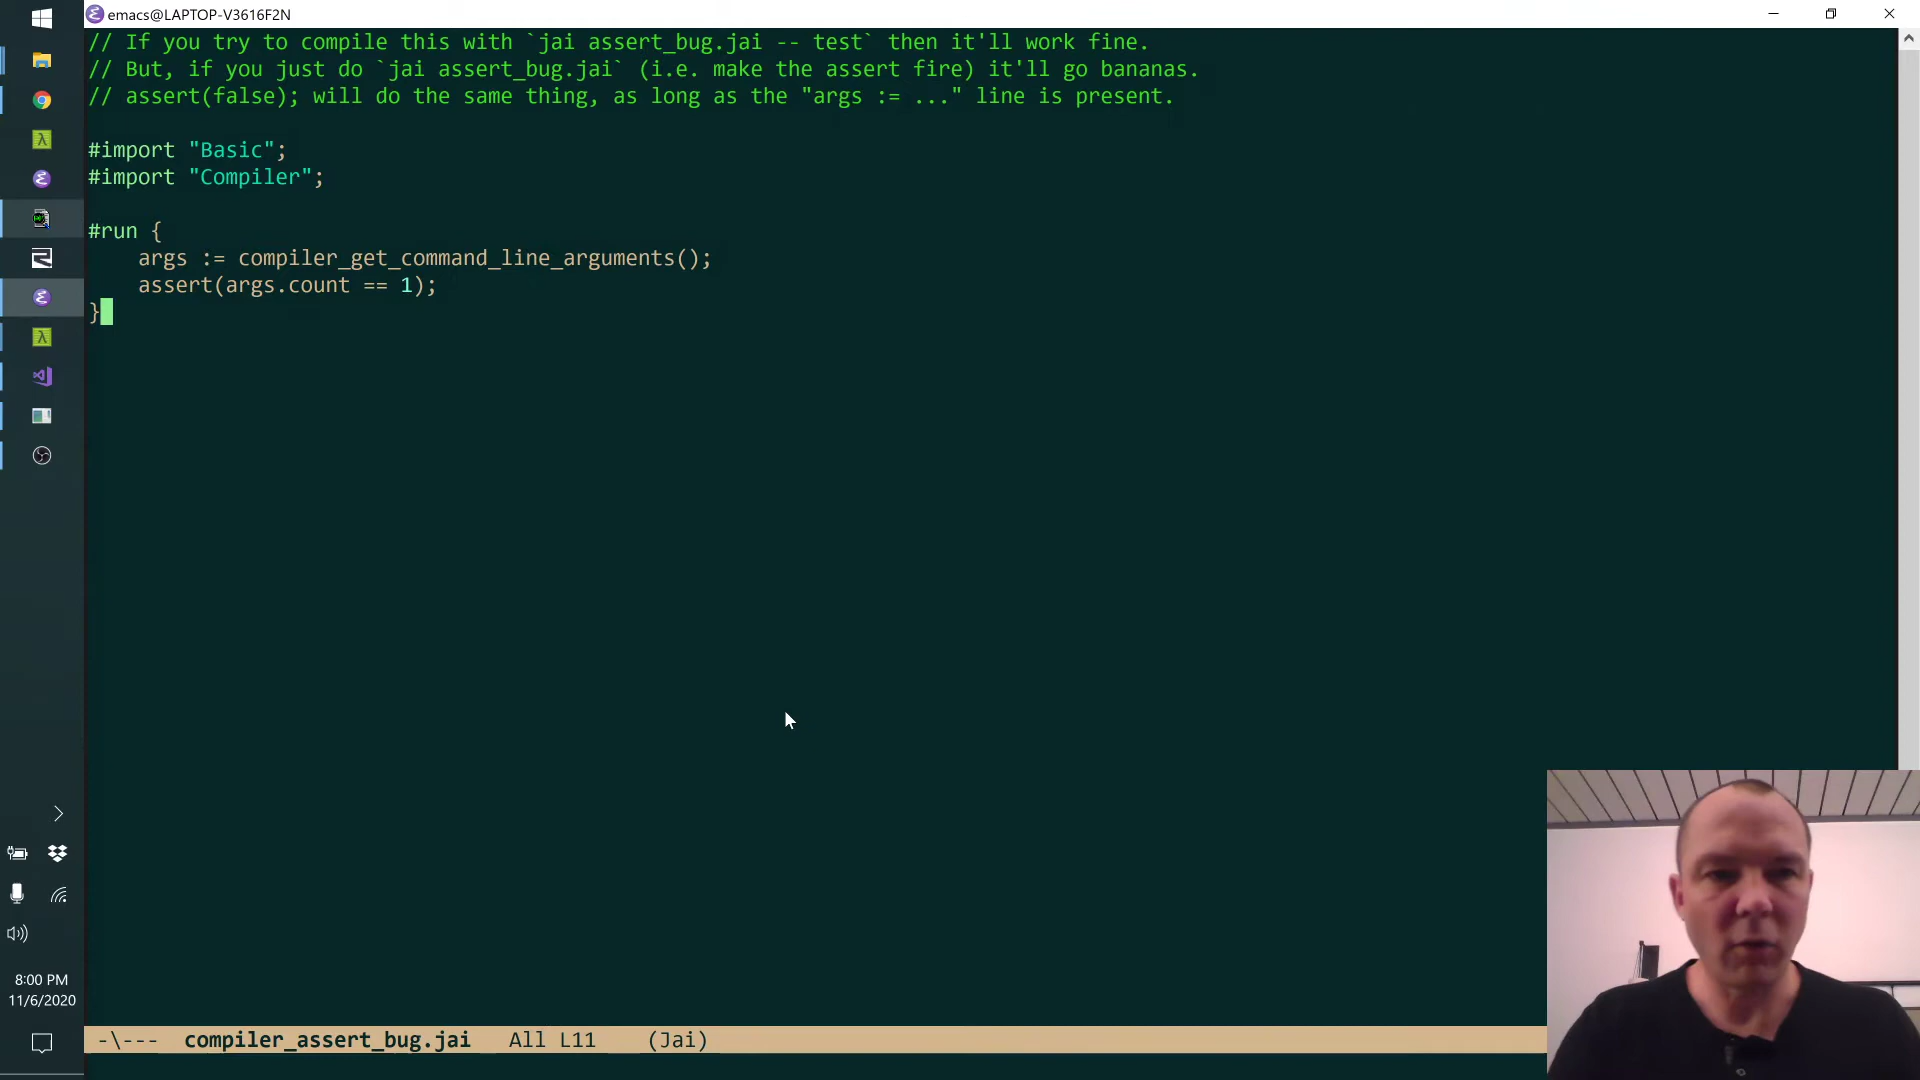 emacs@LAPTOP-V3616F2N
// If you try to compile this with `jai assert_bug.jai -- test` then it'll work fine.
// But, if you just do `jai assert_bug.jai` (i.e. make the assert fire) it'll go bananas.
// assert(false); will do the same thing, as long as the "args := ..." line is present.
#import "Basic";
#import "Compiler";
#run {
    args := compiler_get_command_line_arguments();
    assert(args.count == 1);
}
8:00 PM
11/6/2020
-\--- compiler_assert_bug.jai All L11 (Jai)